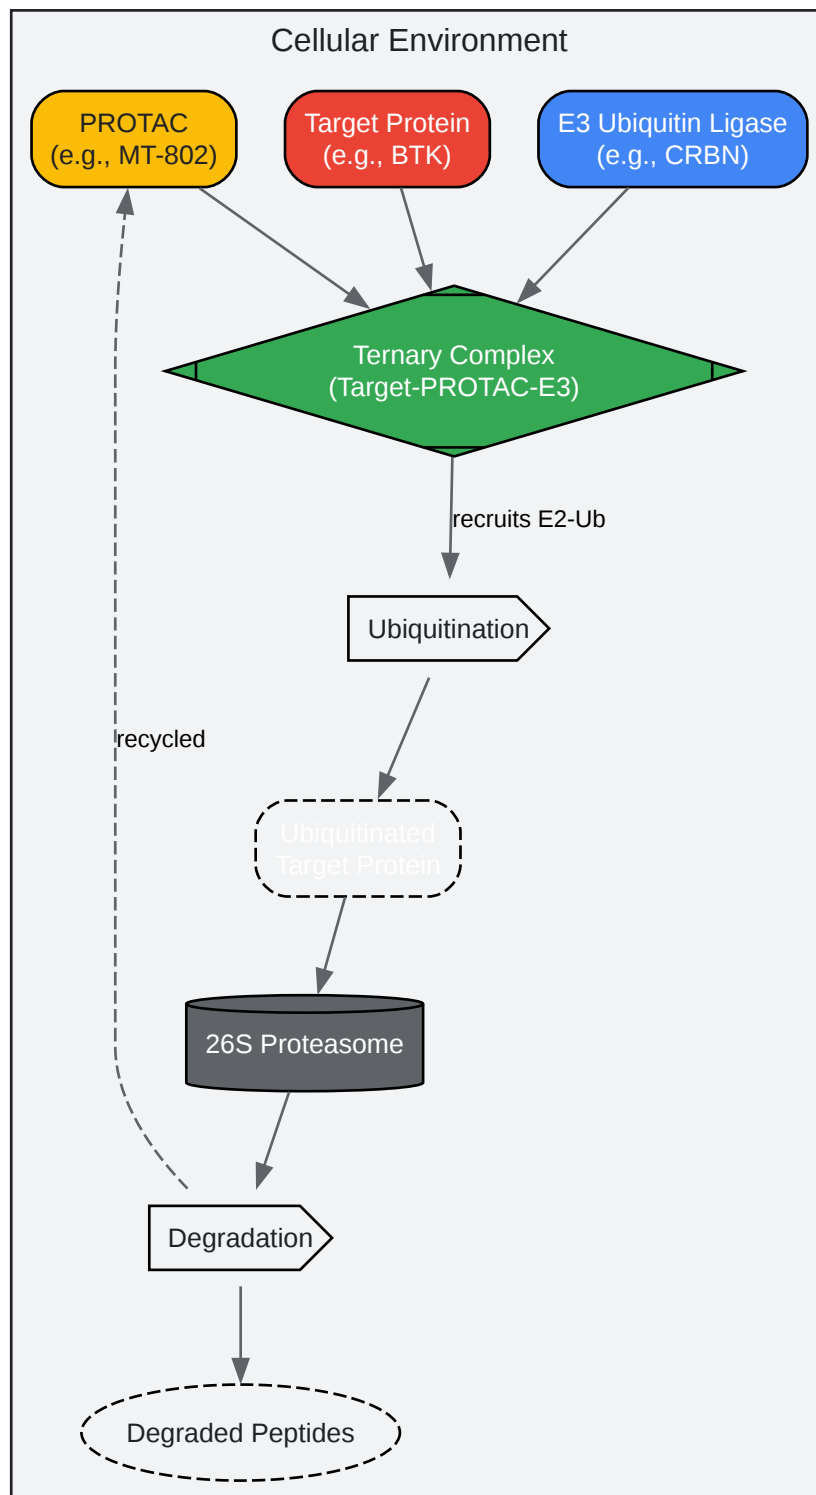 Cellular Environment
PROTAC
(e.g., MT-802)
Target Protein
(e.g., BTK)
E3 Ubiquitin Ligase
(e.g., CRBN)
Ternary Complex
(Target-PROTAC-E3)
recruits E2-Ub
Ubiquitination
recycled
Ubiquitinated
Target Protein
26S Proteasome
Degradation
Degraded Peptides